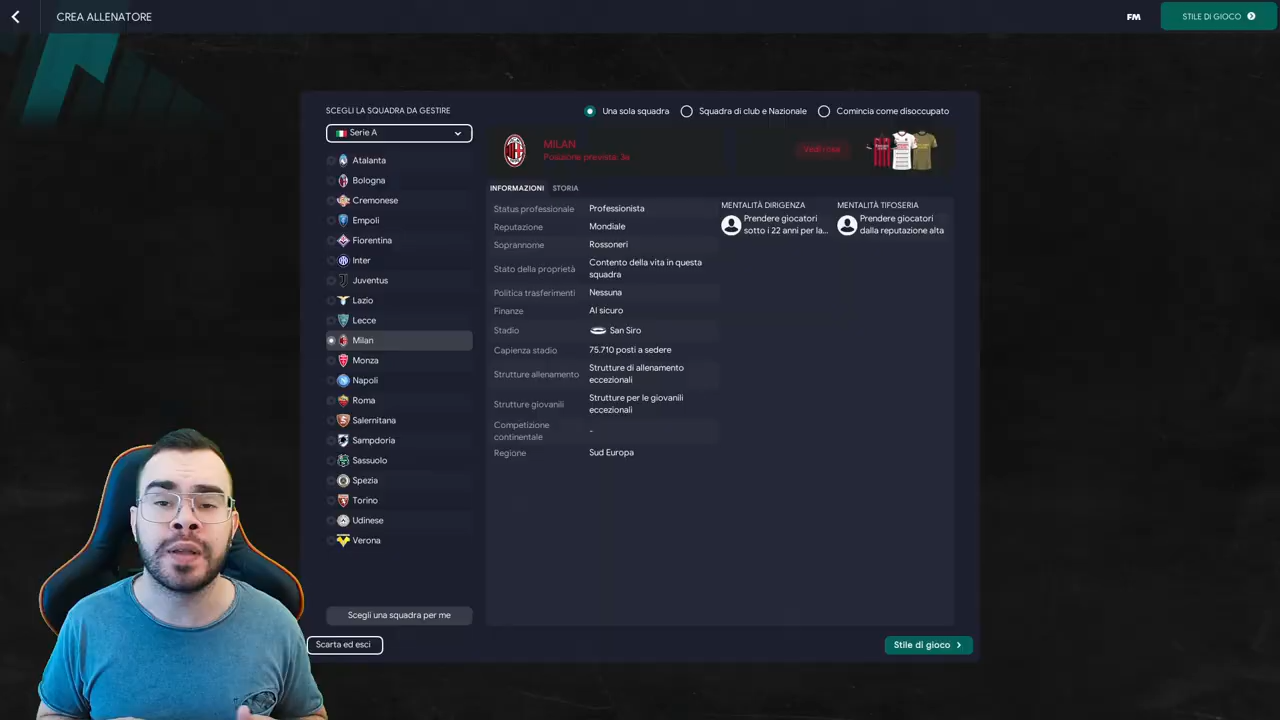 CREA ALLENATORE
FM
STILE DI GIOCO
SCEGLI LA SQUADRA DA GESTIRE
Una sola squadra
Squadra di club e Nazionale
Comincia come disoccupato
Serie A
MILAN
Posizione prevista: 3a
Vedi rosa
Atalanta
Bologna
Cremonese
Empoli
Fiorentina
Inter
Juventus
Lazio
Lecce
Milan
Monza
Napoli
Roma
Salernitana
Sampdoria
Sassuolo
Spezia
Torino
Udinese
Verona
Scegli una squadra per me
INFORMAZIONI STORIA
Status professionale Professionista
Reputazione Mondiale
Soprannome Rossoneri
Stato della proprietà Contento della vita in questa
squadra
Politica trasferimenti Nessuna
Finanze Al sicuro
Stadio San Siro
Capienza stadio 75.710 posti a sedere
Strutture allenamento Strutture di allenamento
eccezionali
Strutture giovanili Strutture per le giovanili
eccezionali
Competizione
continentale -
Regione Sud Europa
MENTALITÀ DIRIGENZA
Prendere giocatori
sotto i 22 anni per la...
MENTALITÀ TIFOSERIA
Prendere giocatori
dalla reputazione alta
Scarta ed esci
Stile di gioco